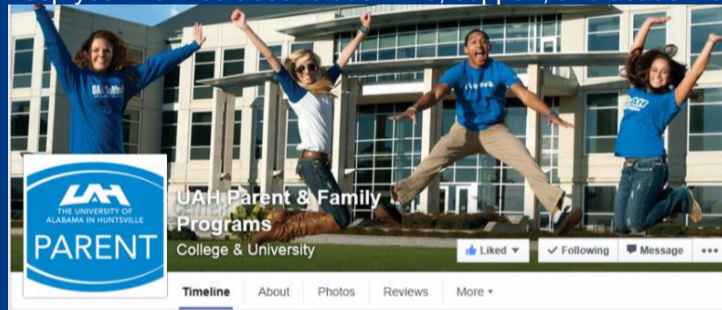 UAH
THE UNIVERSITY OF
ALABAMA IN HUNTSVILLE
PARENT
UAH Parent & Family
Programs
College & University
Liked
Following
Message
Timeline
About
Photos
Reviews
More
UAH